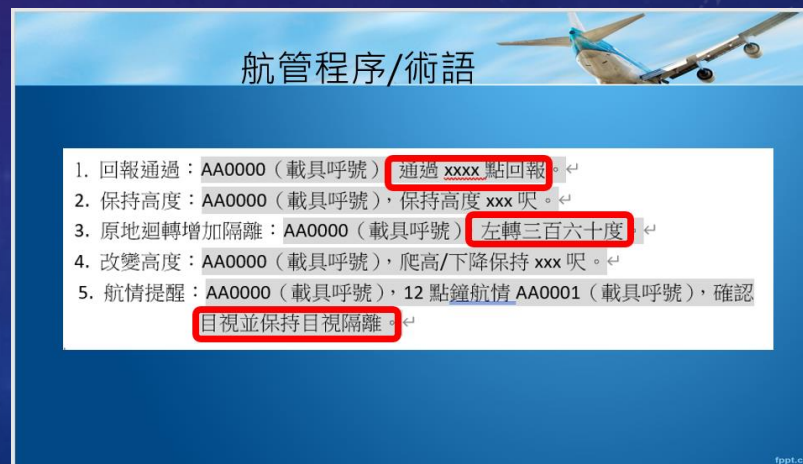 航管程序/術語
1. 回報通過：AA0000（載具呼號） 通過 xxxx 點回報。↵
2. 保持高度：AA0000（載具呼號），保持高度 xxx 呎。↵
3. 原地迴轉增加隔離：AA0000（載具呼號） 左轉三百六十度。↵
4. 改變高度：AA0000（載具呼號），爬高/下降保持 xxx 呎。↵
5. 航情提醒：AA0000（載具呼號），12 點鐘航情 AA0001（載具呼號），確認
目視並保持目視隔離。↵
fppt.c